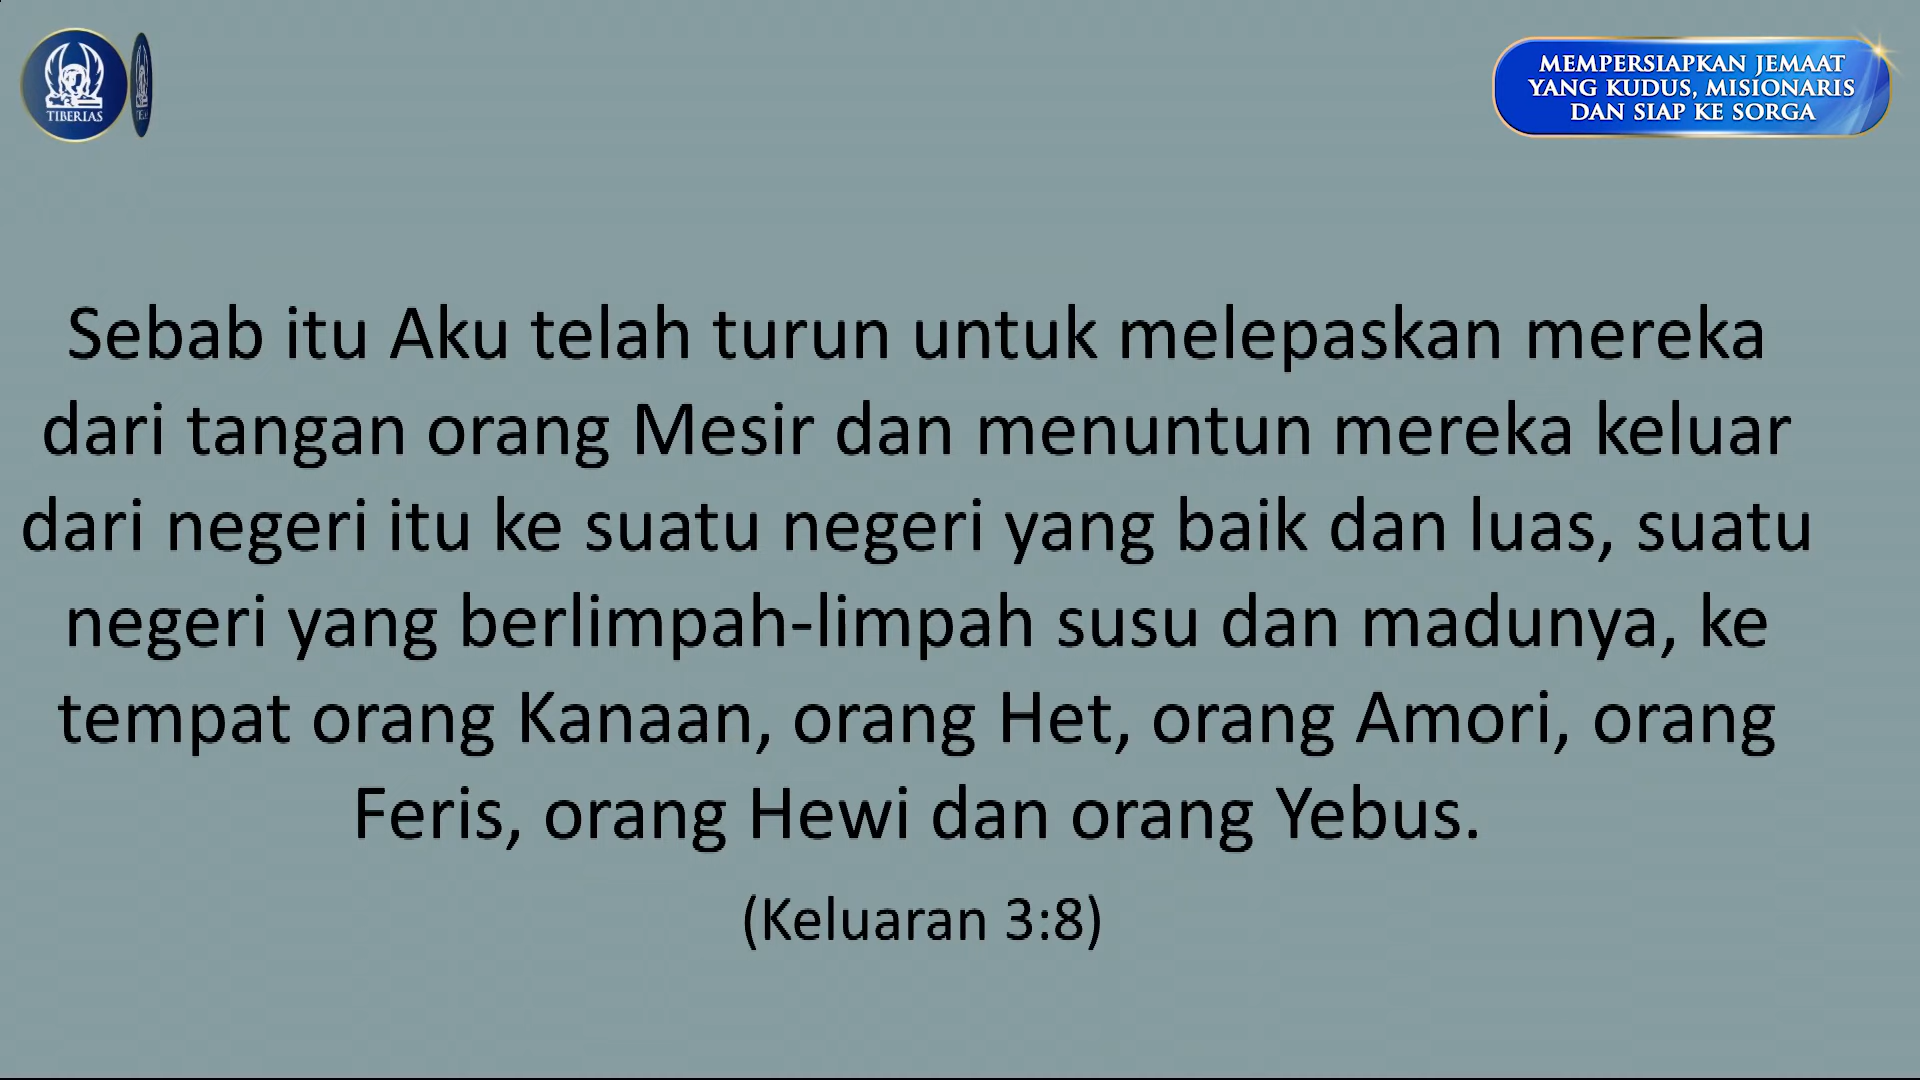 TIBERIAS
MEMPERSIAPKAN JEMAAT
YANG KUDUS, MISIONARIS
DAN SIAP KE SORGA
Sebab itu Aku telah turun untuk melepaskan mereka
dari tangan orang Mesir dan menuntun mereka keluar
dari negeri itu ke suatu negeri yang baik dan luas, suatu
negeri yang berlimpah-limpah susu dan madunya, ke
tempat orang Kanaan, orang Het, orang Amori, orang
Feris, orang Hewi dan orang Yebus.
(Keluaran 3:8)